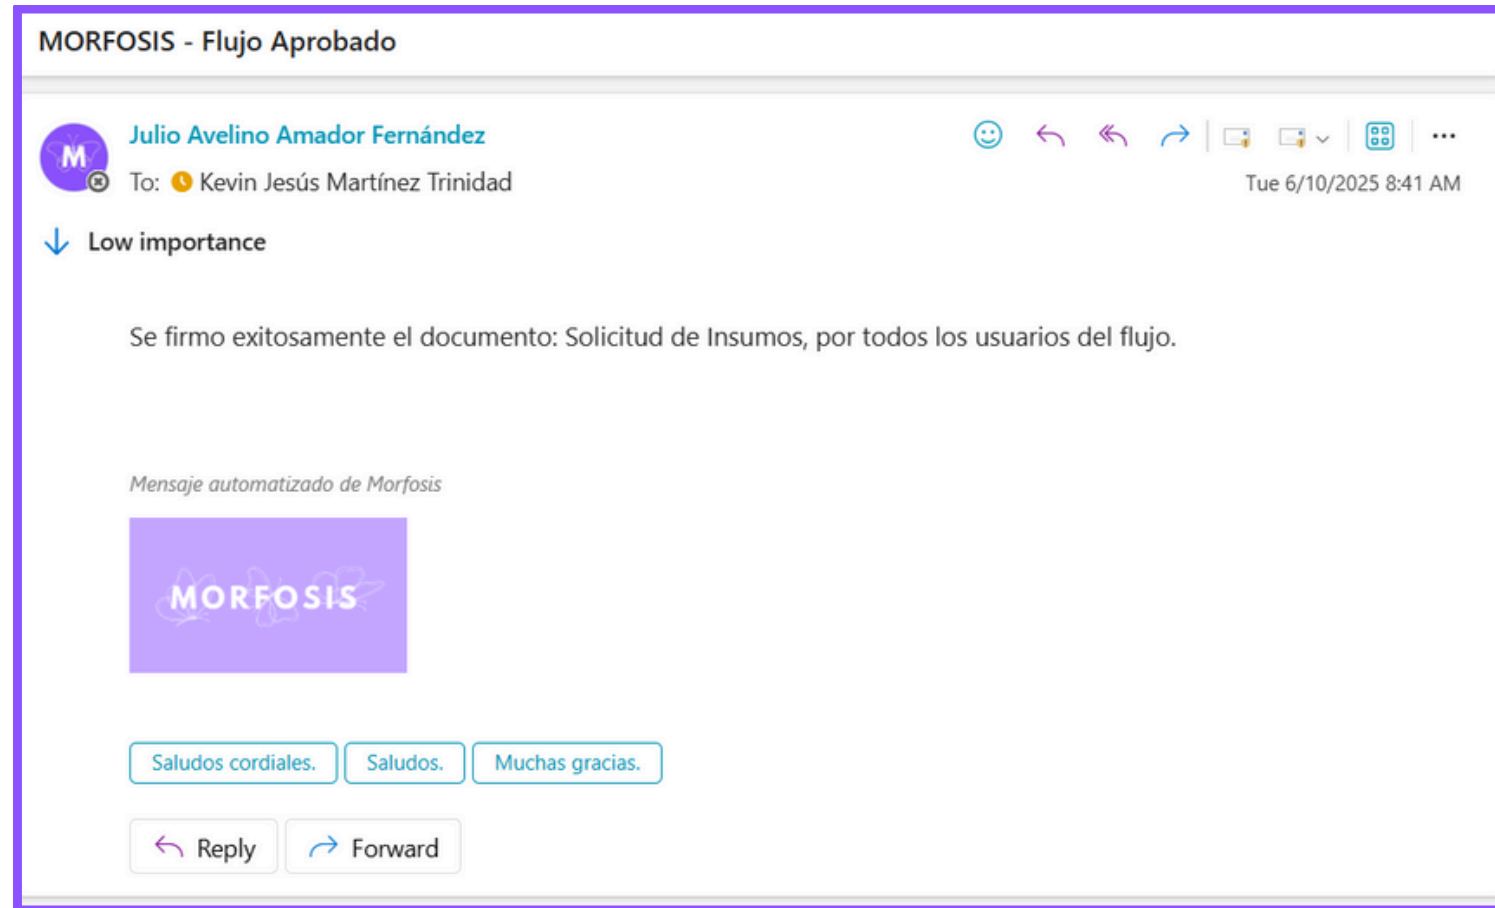 MORFOSIS - Flujo Aprobado
M
Julio Avelino Amador Fernández
To: Kevin Jesús Martínez Trinidad
Tue 6/10/2025 8:41 AM
Low importance
Se firmo exitosamente el documento: Solicitud de Insumos, por todos los usuarios del flujo.
Mensaje automatizado de Morfosis
MORFOSIS
Saludos cordiales. Saludos. Muchas gracias.
Reply Forward